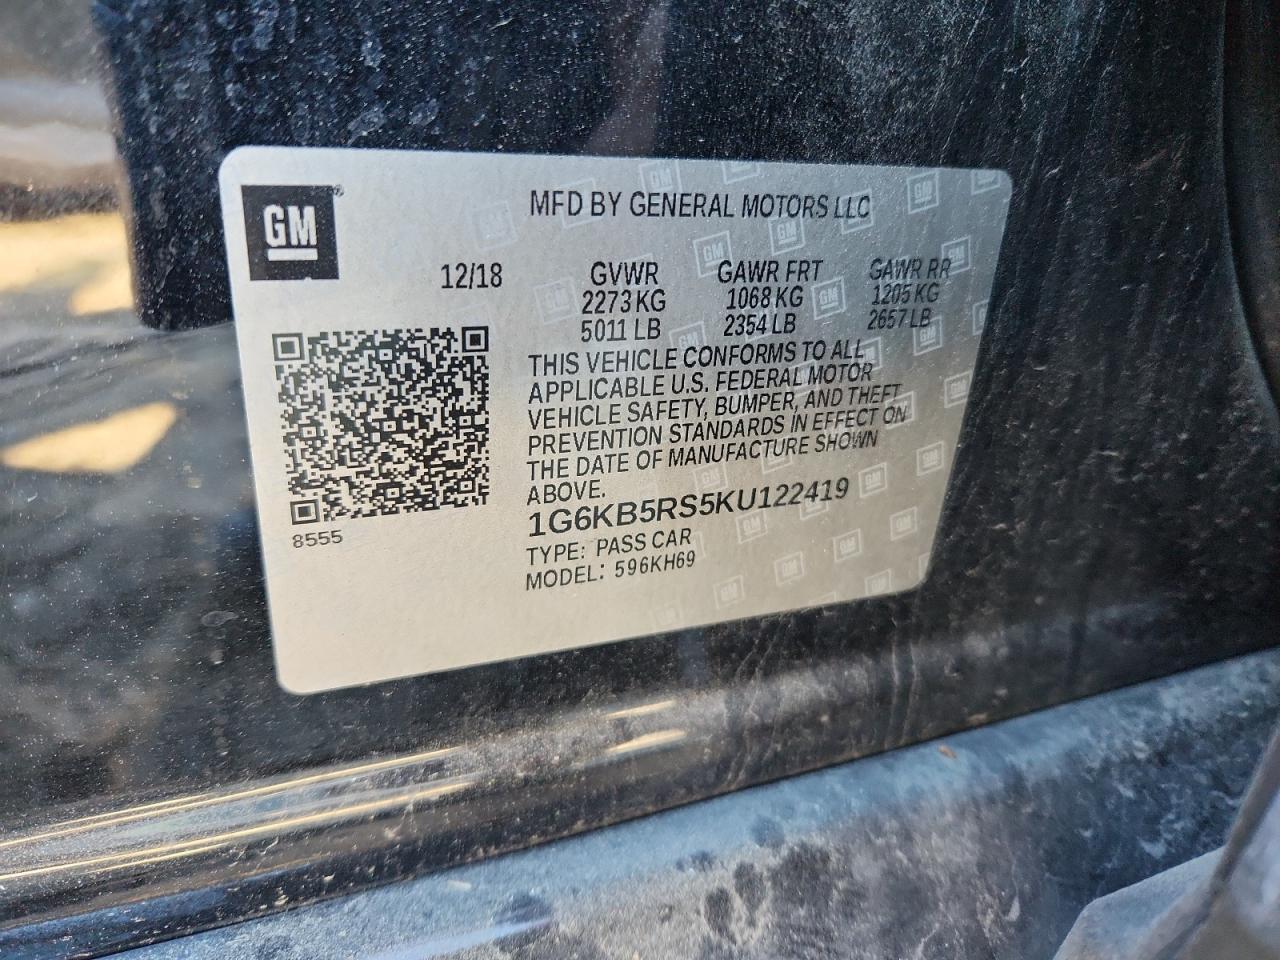 GM
MFD BY GENERAL MOTORS LLC
12/18 GVWR GAWR FRT GAWR RR
2273 KG 1068 KG 1205 KG
5011 LB 2354 LB 2657 LB
THIS VEHICLE CONFORMS TO ALL
APPLICABLE U.S. FEDERAL MOTOR
VEHICLE SAFETY, BUMPER, AND THEFT
PREVENTION STANDARDS IN EFFECT ON
THE DATE OF MANUFACTURE SHOWN
ABOVE.
1G6KB5RS5KU122419
TYPE: PASS CAR
MODEL: 596KH69
8555